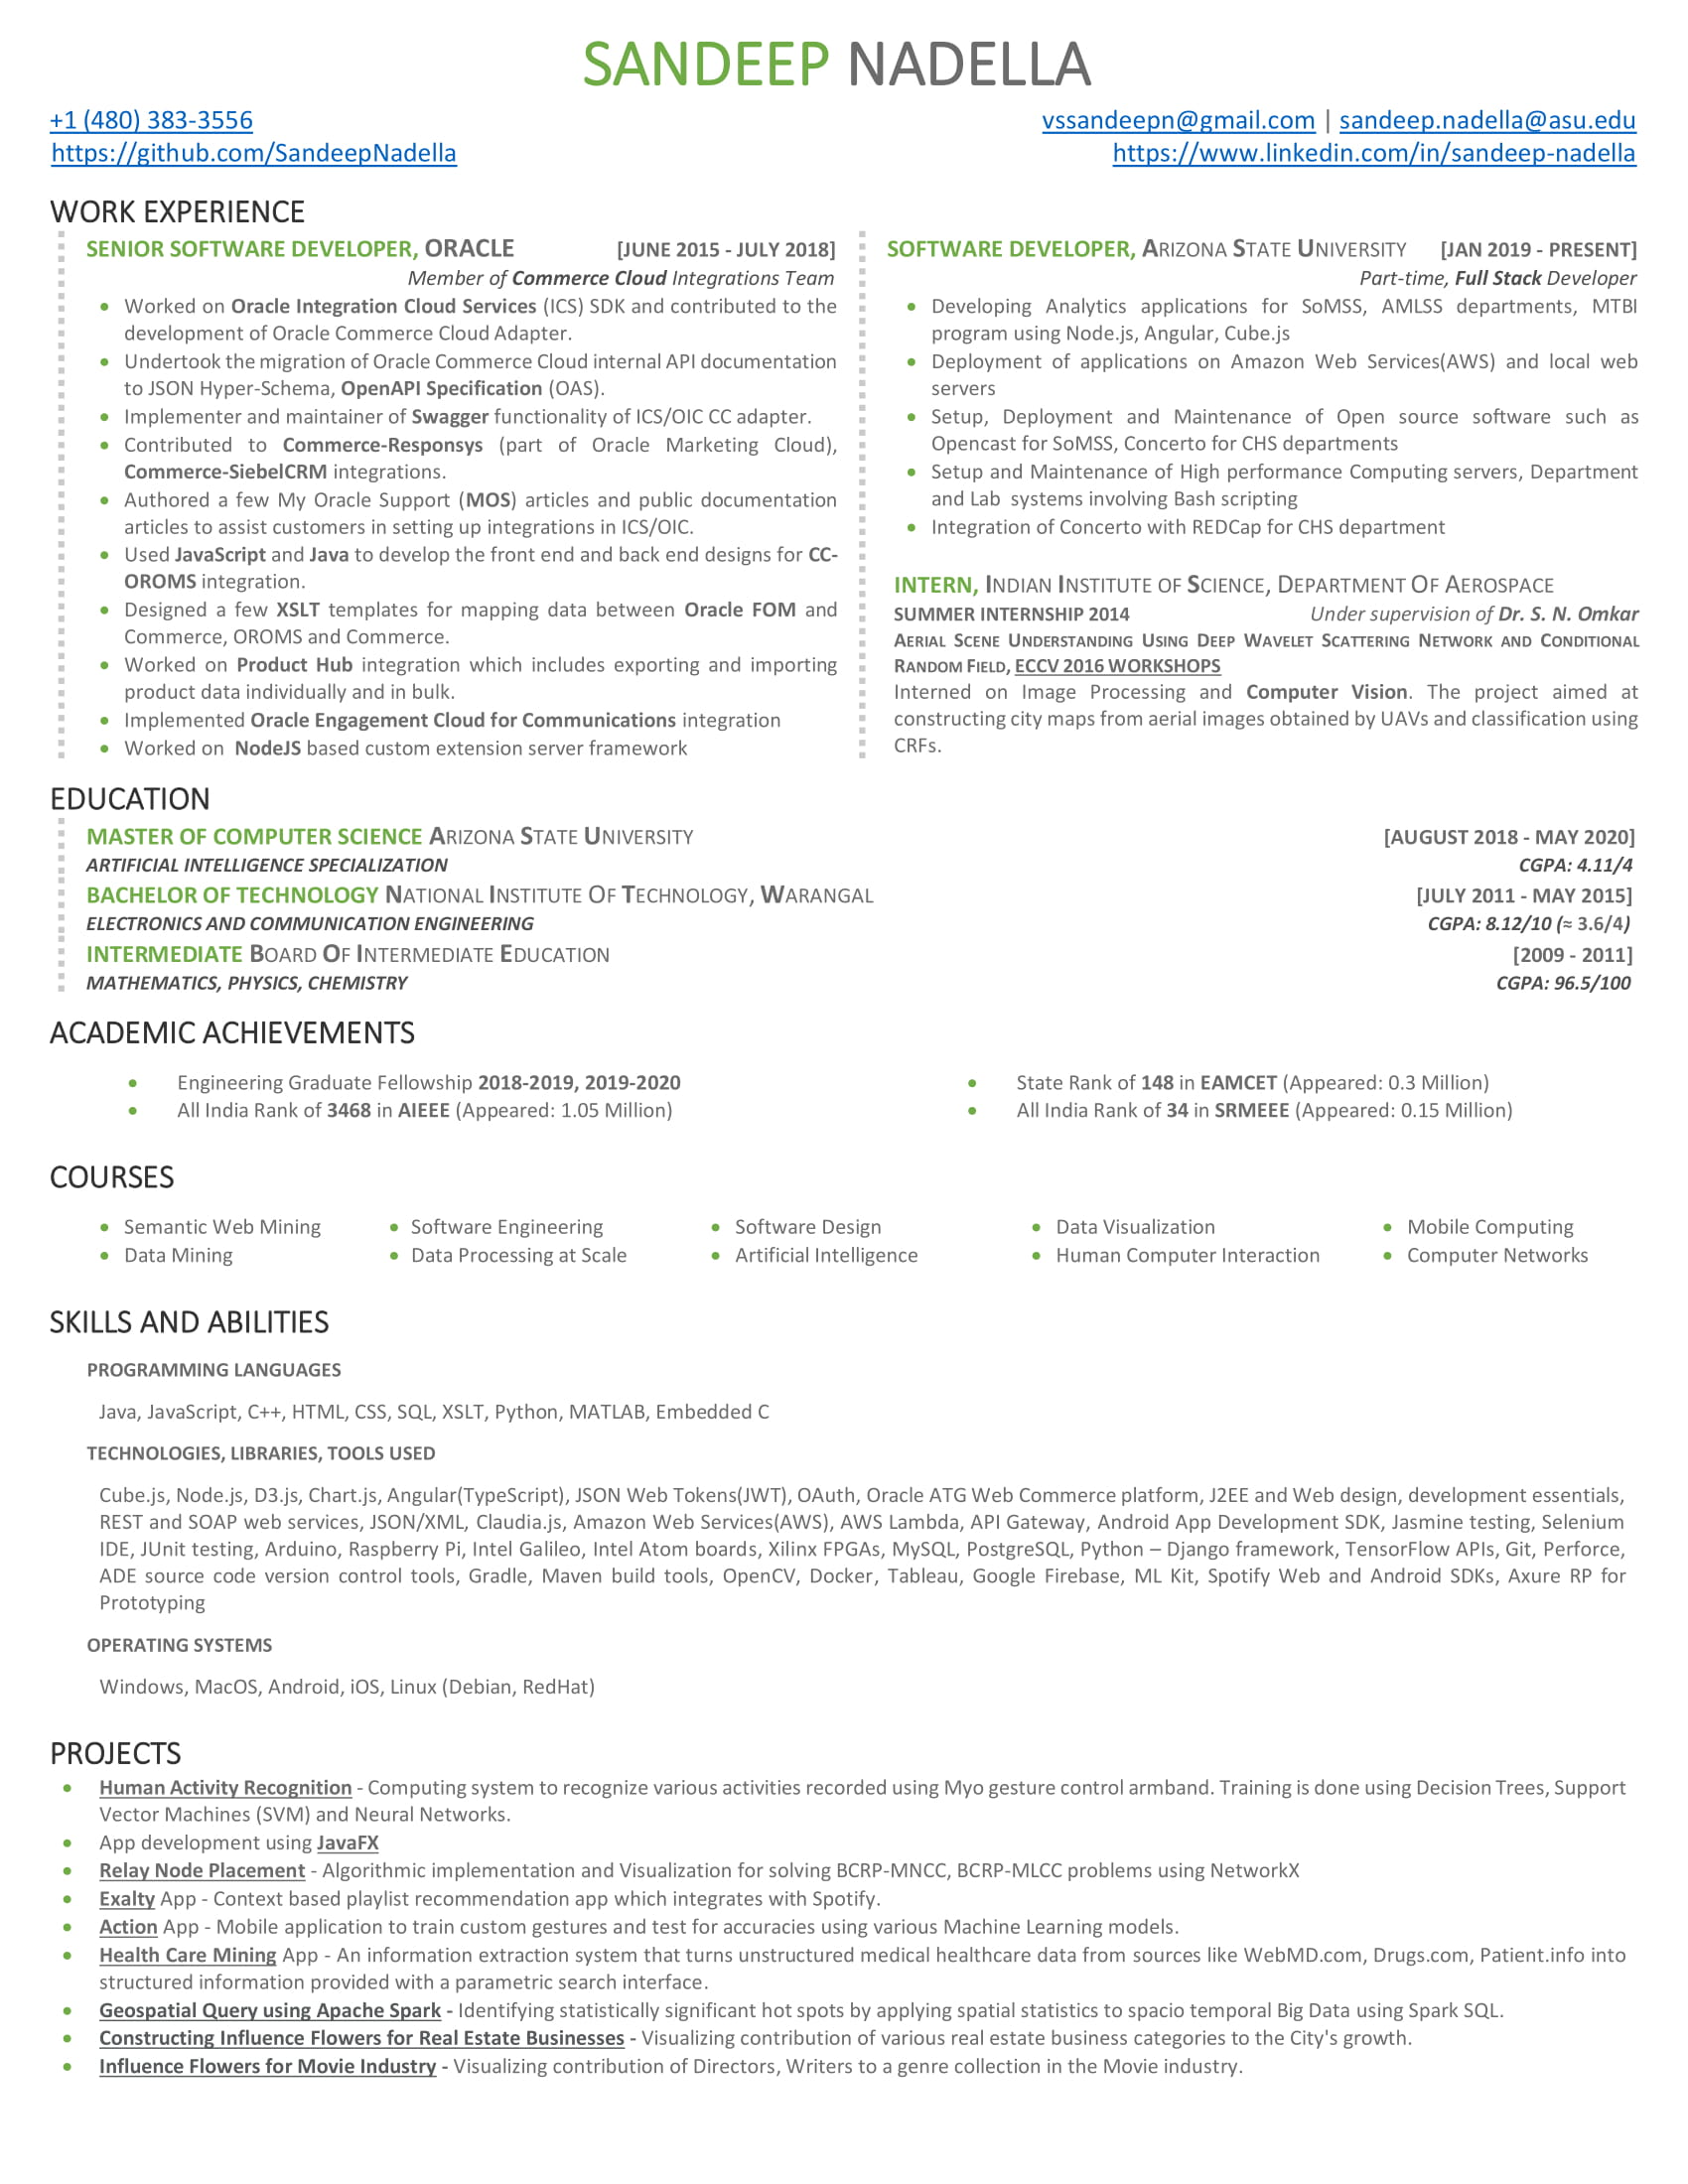 SANDEEP NADELLA
+1 (480) 383-3556
https://github.com/SandeepNadella
vssandeepn@gmail.com | sandeep.nadella@asu.edu
https://www.linkedin.com/in/sandeep-nadella
WORK EXPERIENCE
SENIOR SOFTWARE DEVELOPER, ORACLE [JUNE 2015 - JULY 2018]
Member of Commerce Cloud Integrations Team
• Worked on Oracle Integration Cloud Services (ICS) SDK and contributed to the
development of Oracle Commerce Cloud Adapter.
• Undertook the migration of Oracle Commerce Cloud internal API documentation
to JSON Hyper-Schema, OpenAPI Specification (OAS).
• Implementer and maintainer of Swagger functionality of ICS/OIC CC adapter.
• Contributed to Commerce-Responsys (part of Oracle Marketing Cloud),
Commerce-SiebelCRM integrations.
• Authored a few My Oracle Support (MOS) articles and public documentation
articles to assist customers in setting up integrations in ICS/OIC.
• Used JavaScript and Java to develop the front end and back end designs for CC-
OROMS integration.
• Designed a few XSLT templates for mapping data between Oracle FOM and
Commerce, OROMS and Commerce.
• Worked on Product Hub integration which includes exporting and importing
product data individually and in bulk.
• Implemented Oracle Engagement Cloud for Communications integration
• Worked on NodeJS based custom extension server framework
SOFTWARE DEVELOPER, ARIZONA STATE UNIVERSITY [JAN 2019 - PRESENT]
Part-time, Full Stack Developer
• Developing Analytics applications for SoMSS, AMLSS departments, MTBI
program using Node.js, Angular, Cube.js
• Deployment of applications on Amazon Web Services(AWS) and local web
servers
• Setup, Deployment and Maintenance of Open source software such as
Opencast for SoMSS, Concerto for CHS departments
• Setup and Maintenance of High performance Computing servers, Department
and Lab systems involving Bash scripting
• Integration of Concerto with REDCap for CHS department
INTERN, INDIAN INSTITUTE OF SCIENCE, DEPARTMENT OF AEROSPACE
SUMMER INTERNSHIP 2014 Under supervision of Dr. S. N. Omkar
AERIAL SCENE UNDERSTANDING USING DEEP WAVELET SCATTERING NETWORK AND CONDITIONAL
RANDOM FIELD, ECCV 2016 WORKSHOPS
Interned on Image Processing and Computer Vision. The project aimed at
constructing city maps from aerial images obtained by UAVs and classification using
CRFs.
EDUCATION
MASTER OF COMPUTER SCIENCE ARIZONA STATE UNIVERSITY [AUGUST 2018 - MAY 2020]
ARTIFICIAL INTELLIGENCE SPECIALIZATION CGPA: 4.11/4
BACHELOR OF TECHNOLOGY NATIONAL INSTITUTE OF TECHNOLOGY, WARANGAL [JULY 2011 - MAY 2015]
ELECTRONICS AND COMMUNICATION ENGINEERING CGPA: 8.12/10 (≈ 3.6/4)
INTERMEDIATE BOARD OF INTERMEDIATE EDUCATION [2009 - 2011]
MATHEMATICS, PHYSICS, CHEMISTRY CGPA: 96.5/100
ACADEMIC ACHIEVEMENTS
• Engineering Graduate Fellowship 2018-2019, 2019-2020
• All India Rank of 3468 in AIEEE (Appeared: 1.05 Million)
• State Rank of 148 in EAMCET (Appeared: 0.3 Million)
• All India Rank of 34 in SRMEEE (Appeared: 0.15 Million)
COURSES
• Semantic Web Mining • Software Engineering • Software Design • Data Visualization • Mobile Computing
• Data Mining • Data Processing at Scale • Artificial Intelligence • Human Computer Interaction • Computer Networks
SKILLS AND ABILITIES
PROGRAMMING LANGUAGES
Java, JavaScript, C++, HTML, CSS, SQL, XSLT, Python, MATLAB, Embedded C
TECHNOLOGIES, LIBRARIES, TOOLS USED
Cube.js, Node.js, D3.js, Chart.js, Angular(TypeScript), JSON Web Tokens(JWT), OAuth, Oracle ATG Web Commerce platform, J2EE and Web design, development essentials,
REST and SOAP web services, JSON/XML, Claudia.js, Amazon Web Services(AWS), AWS Lambda, API Gateway, Android App Development SDK, Jasmine testing, Selenium
IDE, JUnit testing, Arduino, Raspberry Pi, Intel Galileo, Intel Atom boards, Xilinx FPGAs, MySQL, PostgreSQL, Python – Django framework, TensorFlow APIs, Git, Perforce,
ADE source code version control tools, Gradle, Maven build tools, OpenCV, Docker, Tableau, Google Firebase, ML Kit, Spotify Web and Android SDKs, Axure RP for
Prototyping
OPERATING SYSTEMS
Windows, MacOS, Android, iOS, Linux (Debian, RedHat)
PROJECTS
• Human Activity Recognition - Computing system to recognize various activities recorded using Myo gesture control armband. Training is done using Decision Trees, Support
Vector Machines (SVM) and Neural Networks.
• App development using JavaFX
• Relay Node Placement - Algorithmic implementation and Visualization for solving BCRP-MNCC, BCRP-MLCC problems using NetworkX
• Exalty App - Context based playlist recommendation app which integrates with Spotify.
• Action App - Mobile application to train custom gestures and test for accuracies using various Machine Learning models.
• Health Care Mining App - An information extraction system that turns unstructured medical healthcare data from sources like WebMD.com, Drugs.com, Patient.info into
structured information provided with a parametric search interface.
• Geospatial Query using Apache Spark - Identifying statistically significant hot spots by applying spatial statistics to spacio temporal Big Data using Spark SQL.
• Constructing Influence Flowers for Real Estate Businesses - Visualizing contribution of various real estate business categories to the City's growth.
• Influence Flowers for Movie Industry - Visualizing contribution of Directors, Writers to a genre collection in the Movie industry.